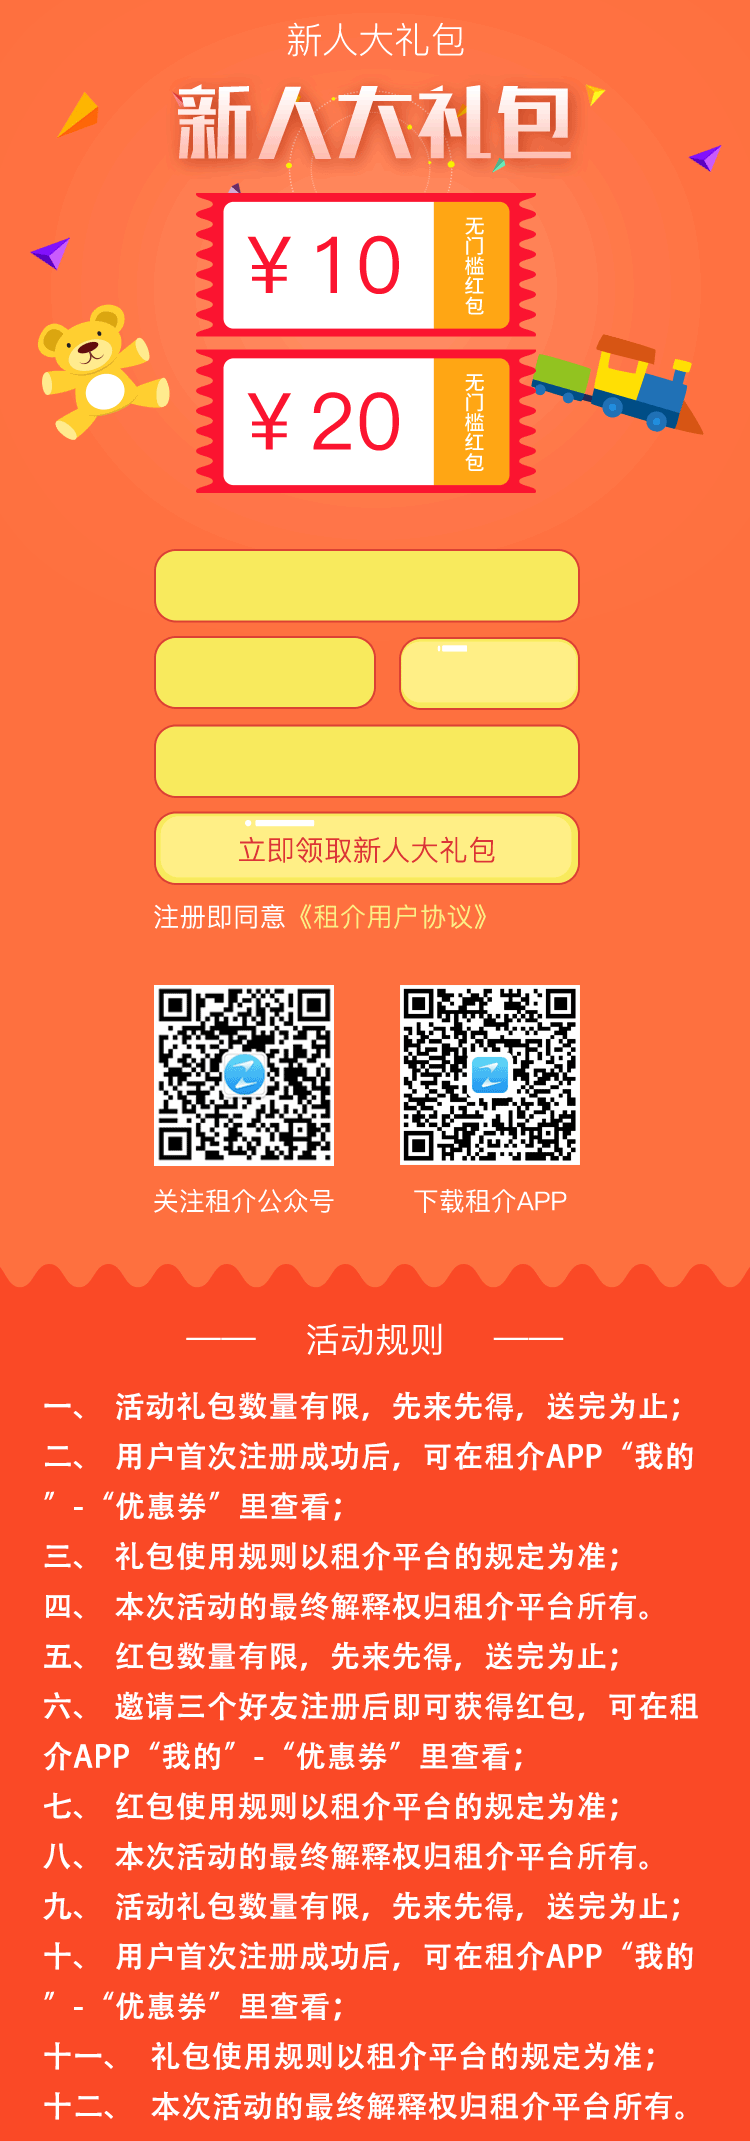 新人大礼包
新人大礼包
¥10
无门槛红包
¥20
无门槛红包
立即领取新人大礼包
注册即同意《租介用户协议》
关注租介公众号
下载租介APP
活动规则
一、 活动礼包数量有限，先来先得，送完为止；
二、 用户首次注册成功后，可在租介APP“我的
”-“优惠券”里查看；
三、 礼包使用规则以租介平台的规定为准；
四、 本次活动的最终解释权归租介平台所有。
五、 红包数量有限，先来先得，送完为止；
六、 邀请三个好友注册后即可获得红包，可在租
介APP“我的”-“优惠券”里查看；
七、 红包使用规则以租介平台的规定为准；
八、 本次活动的最终解释权归租介平台所有。
九、 活动礼包数量有限，先来先得，送完为止；
十、 用户首次注册成功后，可在租介APP“我的
”-“优惠券”里查看；
十一、 礼包使用规则以租介平台的规定为准；
十二、 本次活动的最终解释权归租介平台所有。